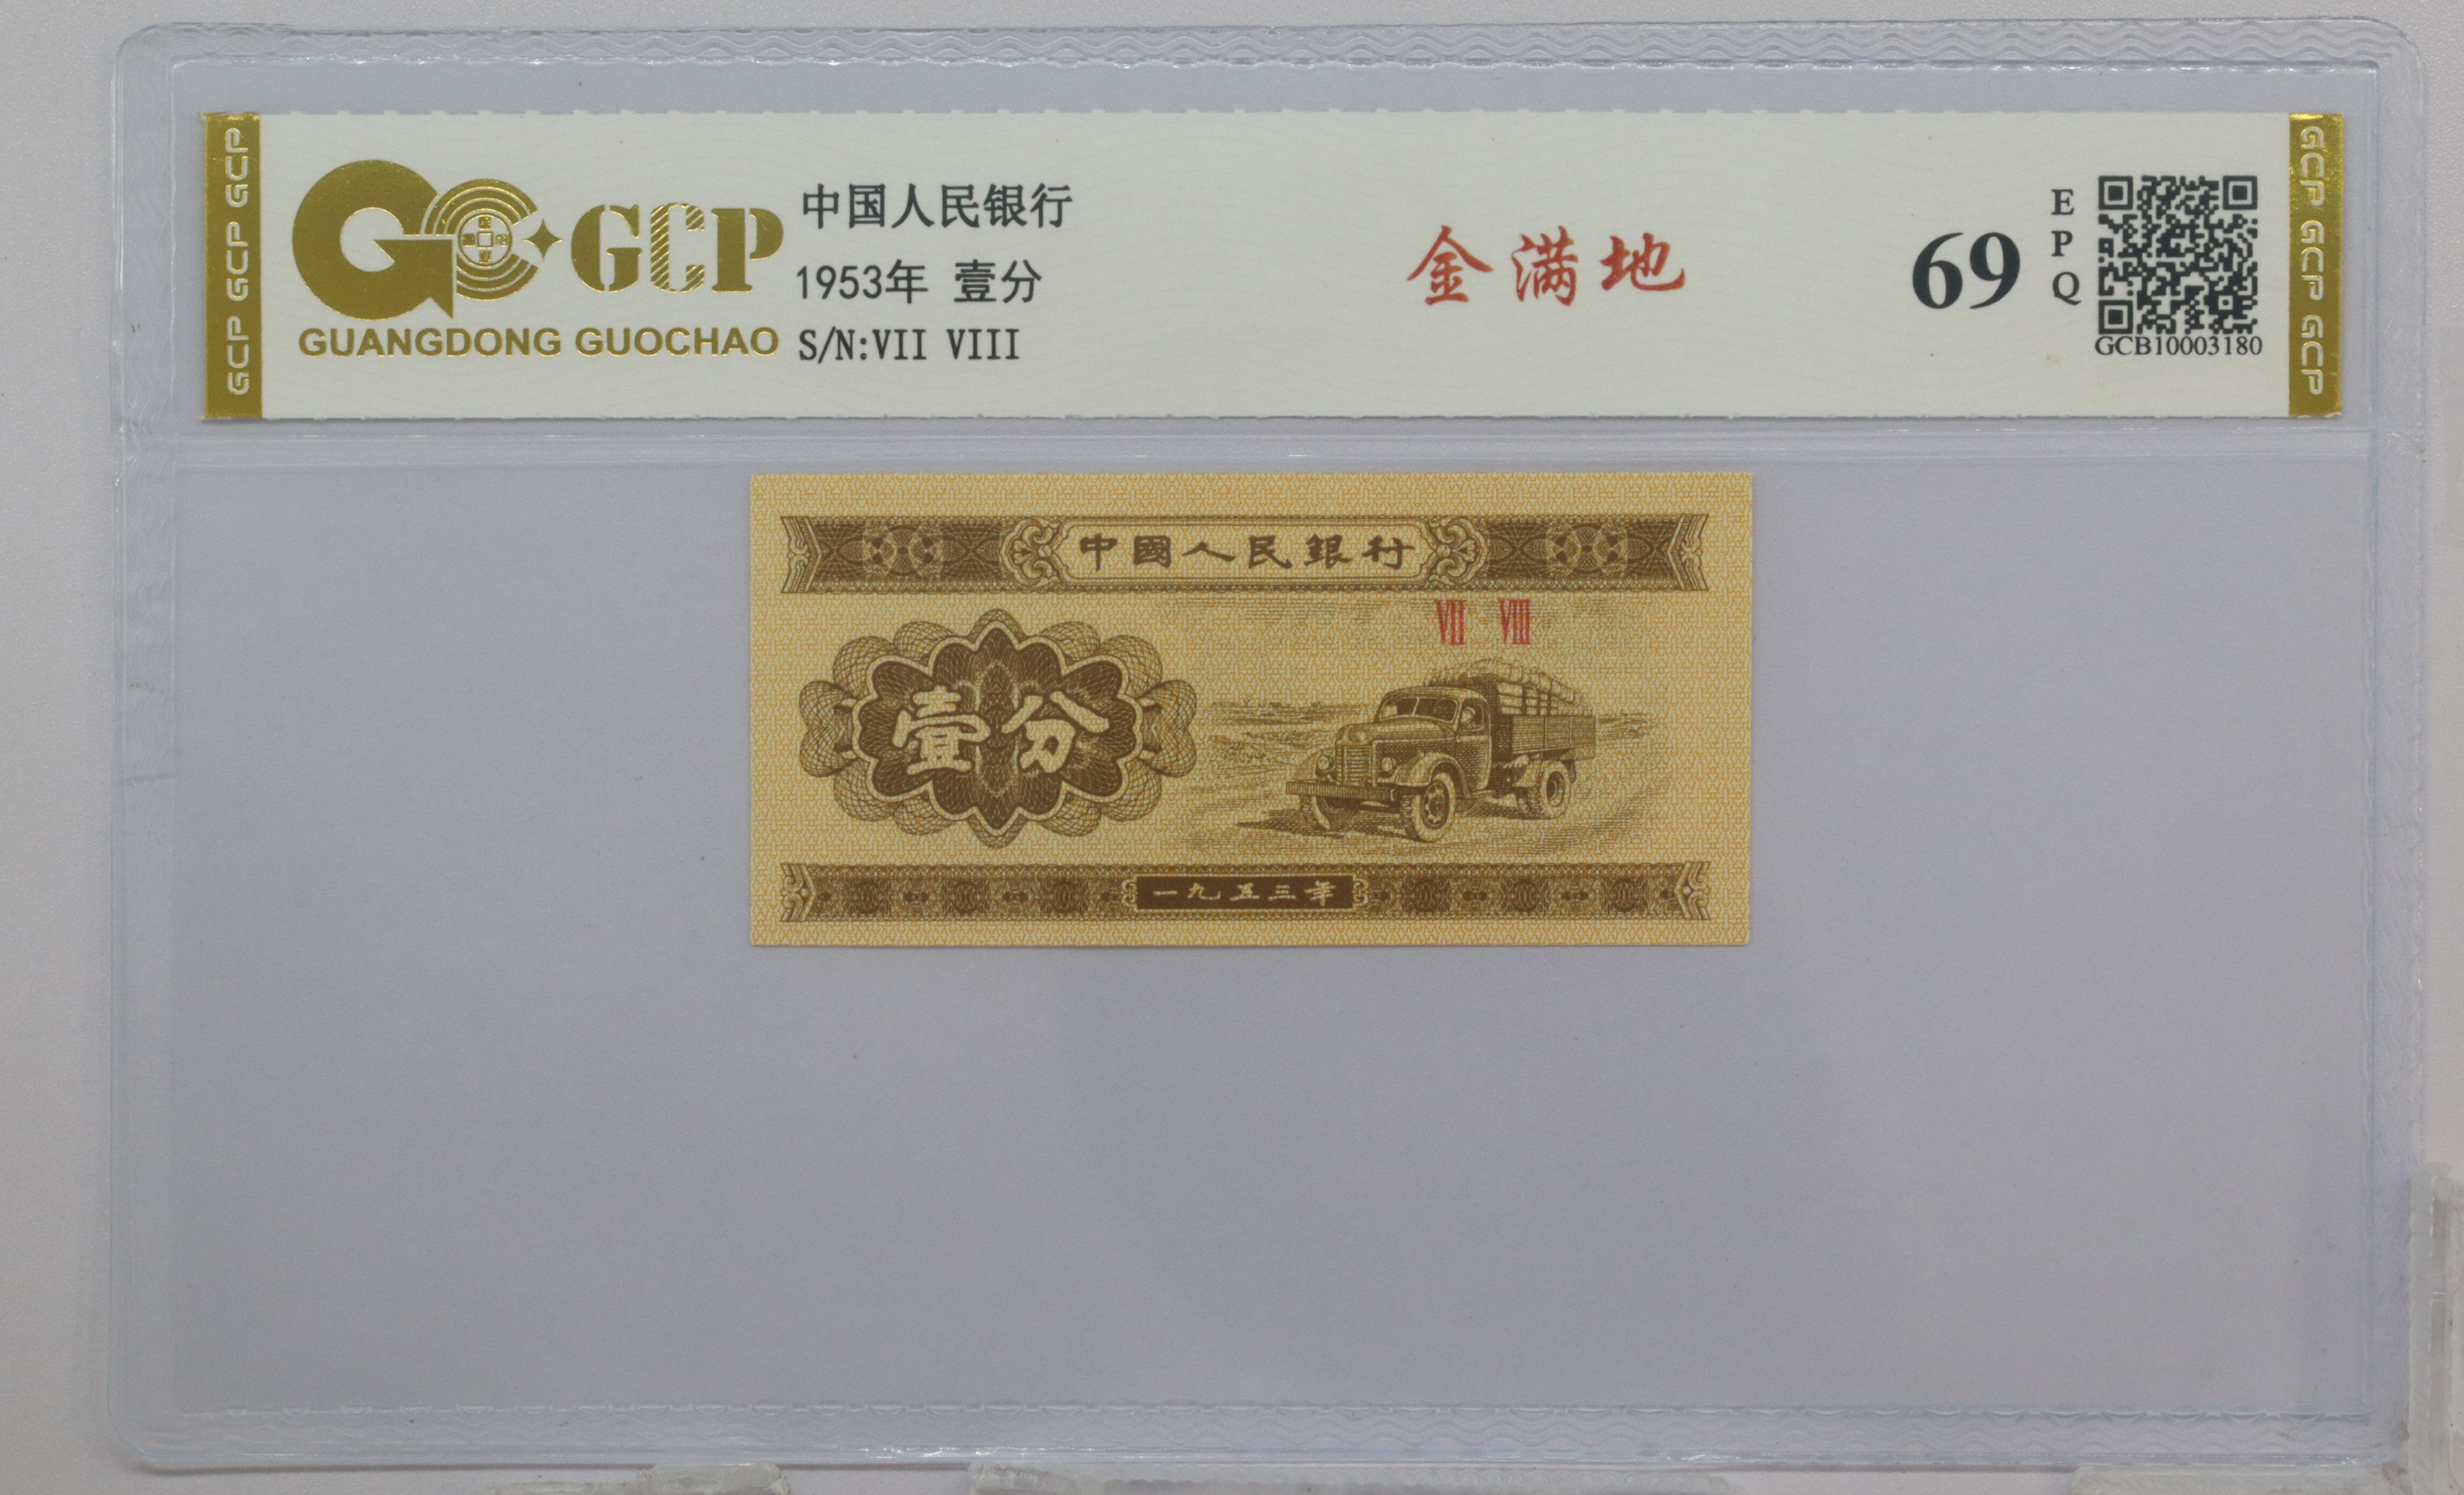 GCP GCP GCP
GCP
GUANGDONG GUOCHAO
中国人民银行
1953年 壹分
S/N:VII VIII
金满地
69
EPQ
GCB10003180
GCP GCP GCP
中國人民銀行
VII VIII
壹分
一九五三年